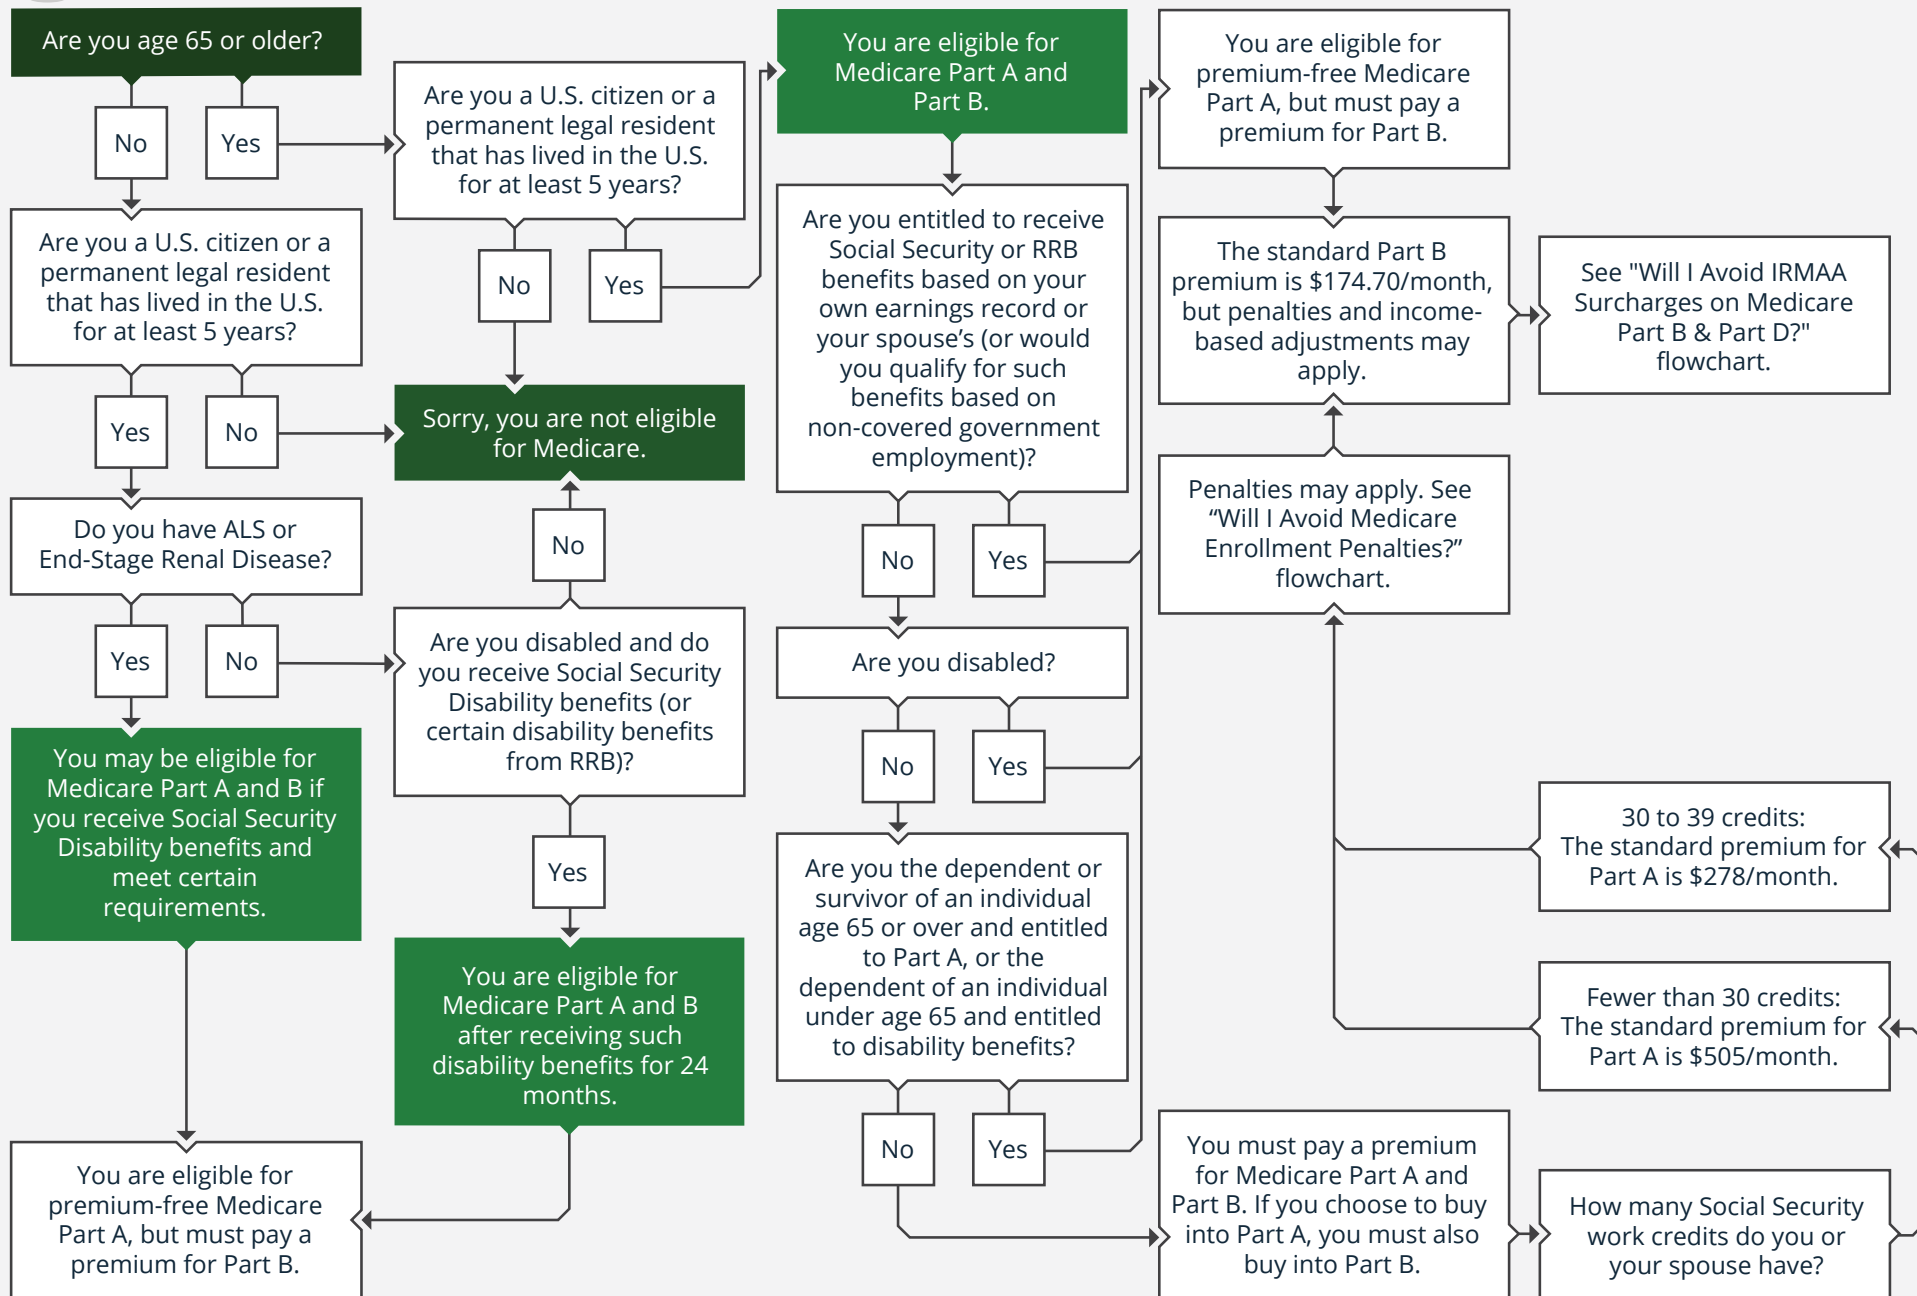 Are you age 65 or older?
No
Yes
Are you a U.S. citizen or a
permanent legal resident
that has lived in the U.S.
for at least 5 years?
Yes
No
Do you have ALS or
End-Stage Renal Disease?
Yes
No
You may be eligible for
Medicare Part A and B if
you receive Social Security
Disability benefits and
meet certain
requirements.
You are eligible for
premium-free Medicare
Part A, but must pay a
premium for Part B.
Are you a U.S. citizen or a
permanent legal resident
that has lived in the U.S.
for at least 5 years?
No
Yes
Sorry, you are not eligible
for Medicare.
No
Are you disabled and do
you receive Social Security
Disability benefits (or
certain disability benefits
from RRB)?
Yes
You are eligible for
Medicare Part A and B
after receiving such
disability benefits for 24
months.
You are eligible for
Medicare Part A and
Part B.
Are you entitled to receive
Social Security or RRB
benefits based on your
own earnings record or
your spouse’s (or would
you qualify for such
benefits based on
non-covered government
employment)?
No
Yes
Are you disabled?
No
Yes
Are you the dependent or
survivor of an individual
age 65 or over and entitled
to Part A, or the
dependent of an individual
under age 65 and entitled
to disability benefits?
No
Yes
You are eligible for
premium-free Medicare
Part A, but must pay a
premium for Part B.
The standard Part B
premium is $174.70/month,
but penalties and income-
based adjustments may
apply.
See "Will I Avoid IRMAA
Surcharges on Medicare
Part B & Part D?"
flowchart.
Penalties may apply. See
“Will I Avoid Medicare
Enrollment Penalties?”
flowchart.
30 to 39 credits:
The standard premium for
Part A is $278/month.
Fewer than 30 credits:
The standard premium for
Part A is $505/month.
You must pay a premium
for Medicare Part A and
Part B. If you choose to buy
into Part A, you must also
buy into Part B.
How many Social Security
work credits do you or
your spouse have?